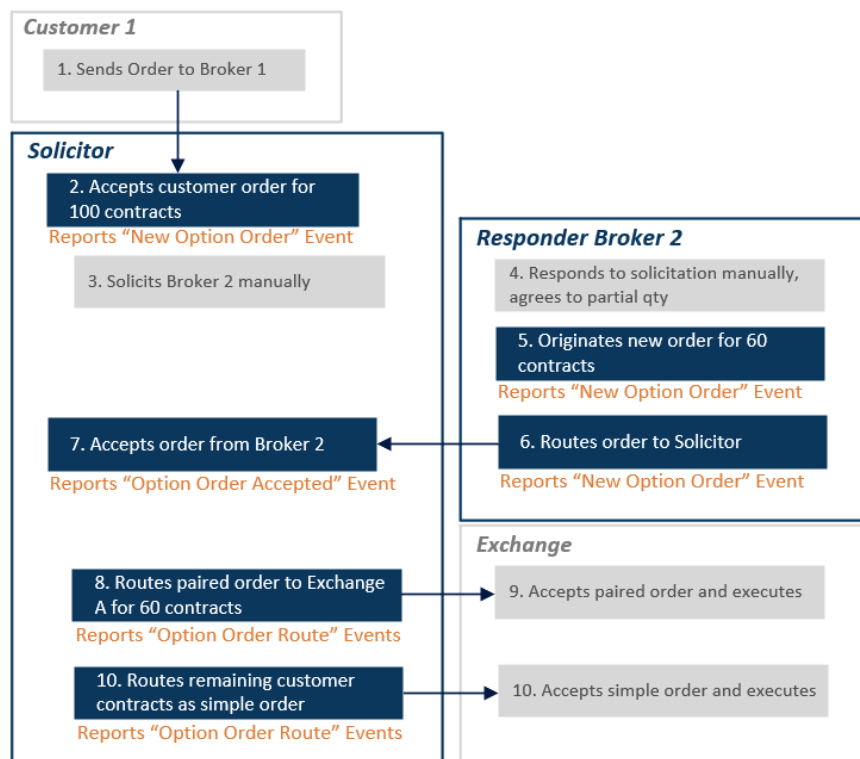 Customer 1
1. Sends Order to Broker 1
Solicitor
2. Accepts customer order for
100 contracts
Reports “New Option Order” Event
3. Solicits Broker 2 manually
Responder Broker 2
4. Responds to solicitation manually,
agrees to partial qty
5. Originates new order for 60
contracts
Reports “New Option Order” Event
7. Accepts order from Broker 2
6. Routes order to Solicitor
Reports “Option Order Accepted” Event
Reports “New Option Order” Event
Exchange
8. Routes paired order to Exchange
A for 60 contracts
Reports “Option Order Route” Events
9. Accepts paired order and executes
10. Routes remaining customer
contracts as simple order
Reports “Option Order Route” Events
10. Accepts simple order and executes